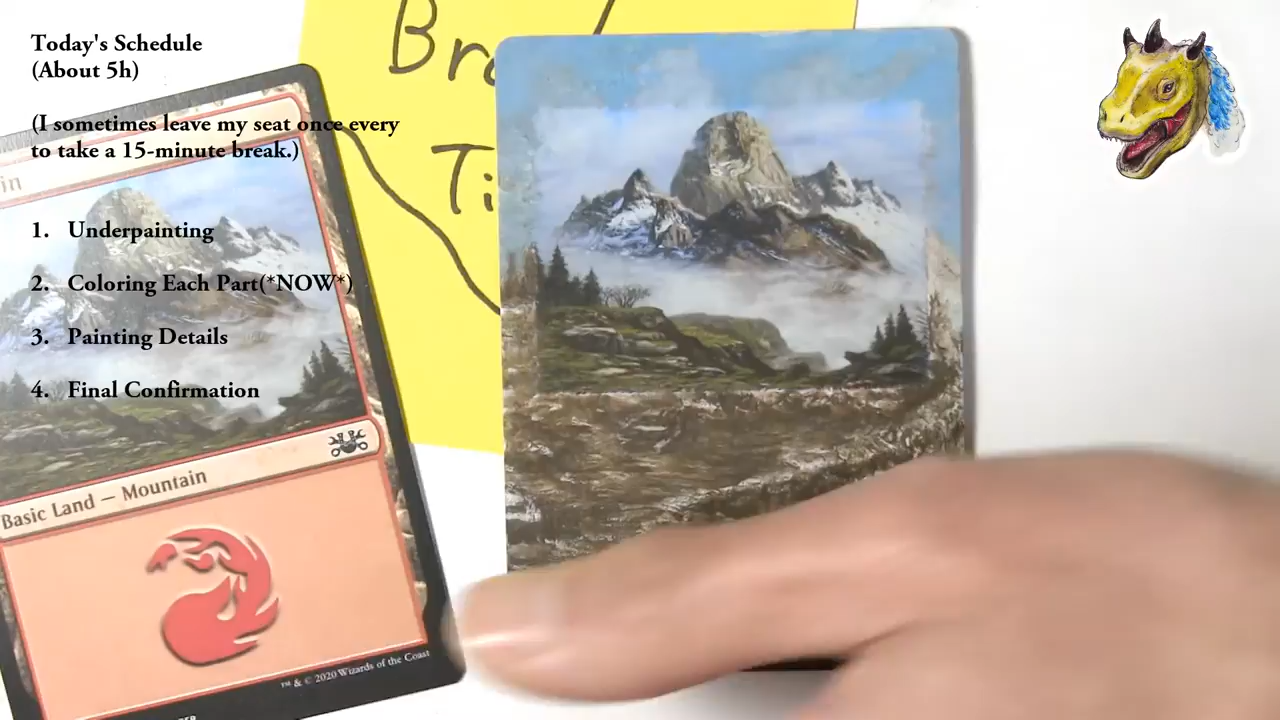 Today's Schedule
(About 5h)
(I sometimes leave my seat once every
to take a 15-minute break.)
1. Underpainting
2. Coloring Each Part(*NOW*)
3. Painting Details
4. Final Confirmation
Basic Land — Mountain
™ & © 2020 Wizards of the Coast